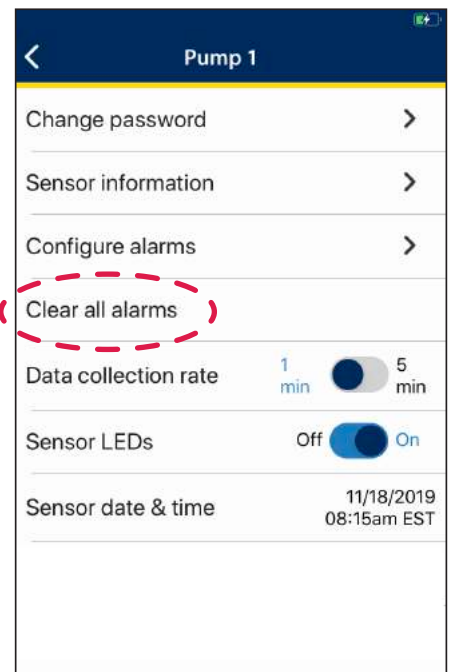 Pump 1
Change password
Sensor information
Configure alarms
Clear all alarms
Data collection rate 1 min 5 min
Sensor LEDs Off On
Sensor date & time 11/18/2019
08:15am EST